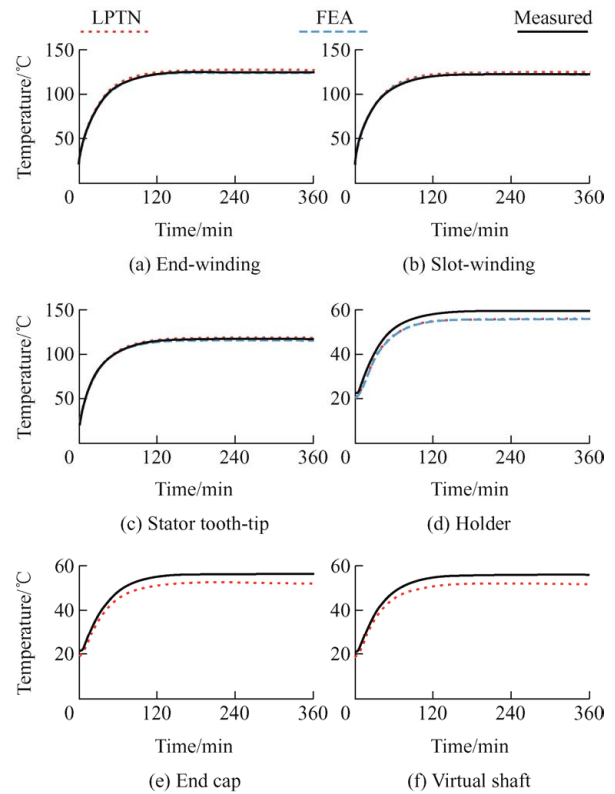 LPTN FEA Measured
Temperature/℃
150
100
50
0 120 240 360
Time/min
(a) End-winding
150
100
50
0 120 240 360
Time/min
(b) Slot-winding
Temperature/℃
150
100
50
0 120 240 360
Time/min
(c) Stator tooth-tip
60
40
20
0 120 240 360
Time/min
(d) Holder
Temperature/℃
60
40
20
0 120 240 360
Time/min
(e) End cap
60
40
20
0 120 240 360
Time/min
(f) Virtual shaft